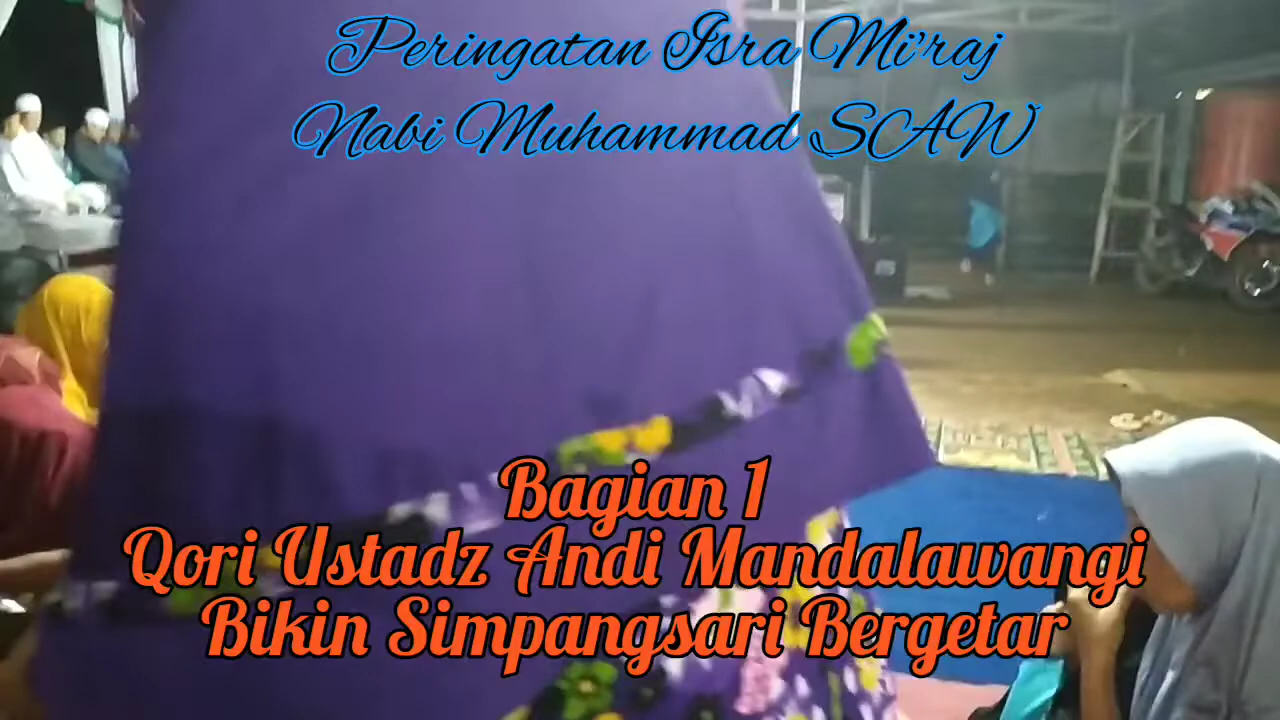 Peringatan Isra Mi'raj
Nabi Muhammad SAW
Bagian 1
Qori Ustadz Andi Mandalawangi
Bikin Simpangsari Bergetar